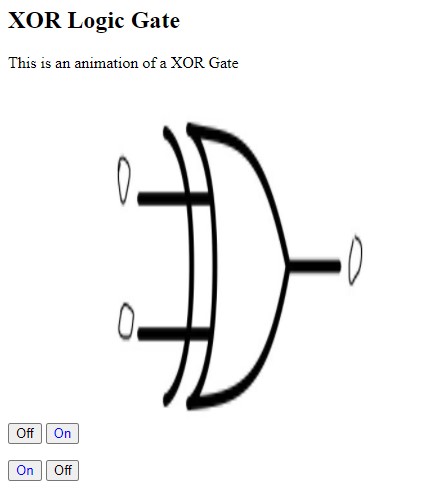 XOR Logic Gate
This is an animation of a XOR Gate
0
0
0
Off On
On Off